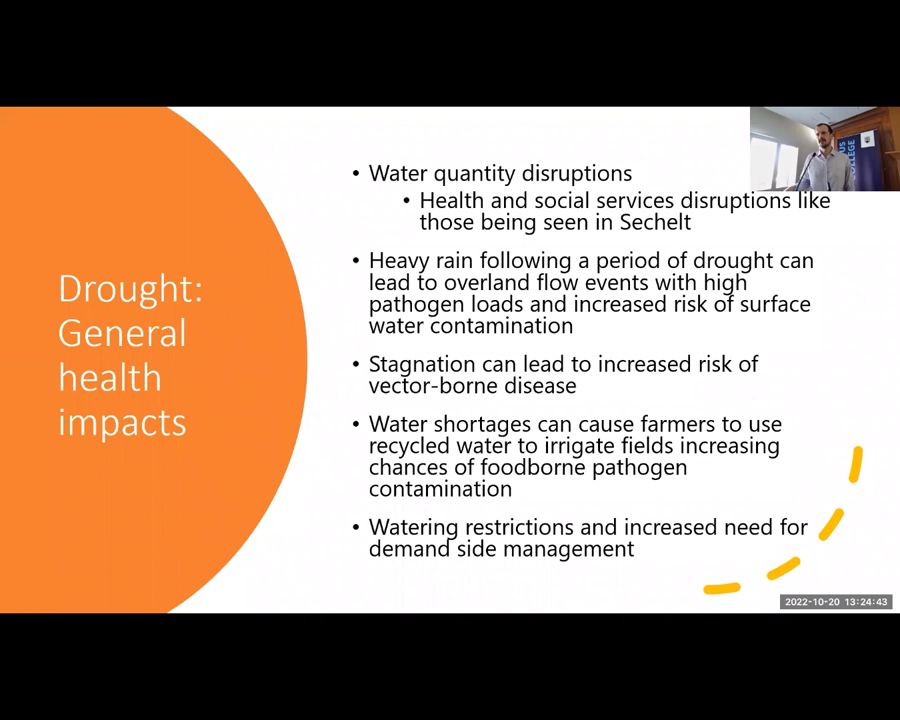 Drought:
General
health
impacts
• Water quantity disruptions
• Health and social services disruptions like
those being seen in Sechelt
• Heavy rain following a period of drought can
lead to overland flow events with high
pathogen loads and increased risk of surface
water contamination
• Stagnation can lead to increased risk of
vector-borne disease
• Water shortages can cause farmers to use
recycled water to irrigate fields increasing
chances of foodborne pathogen
contamination
• Watering restrictions and increased need for
demand side management
COLLEGE
2022-10-20 13:24:43